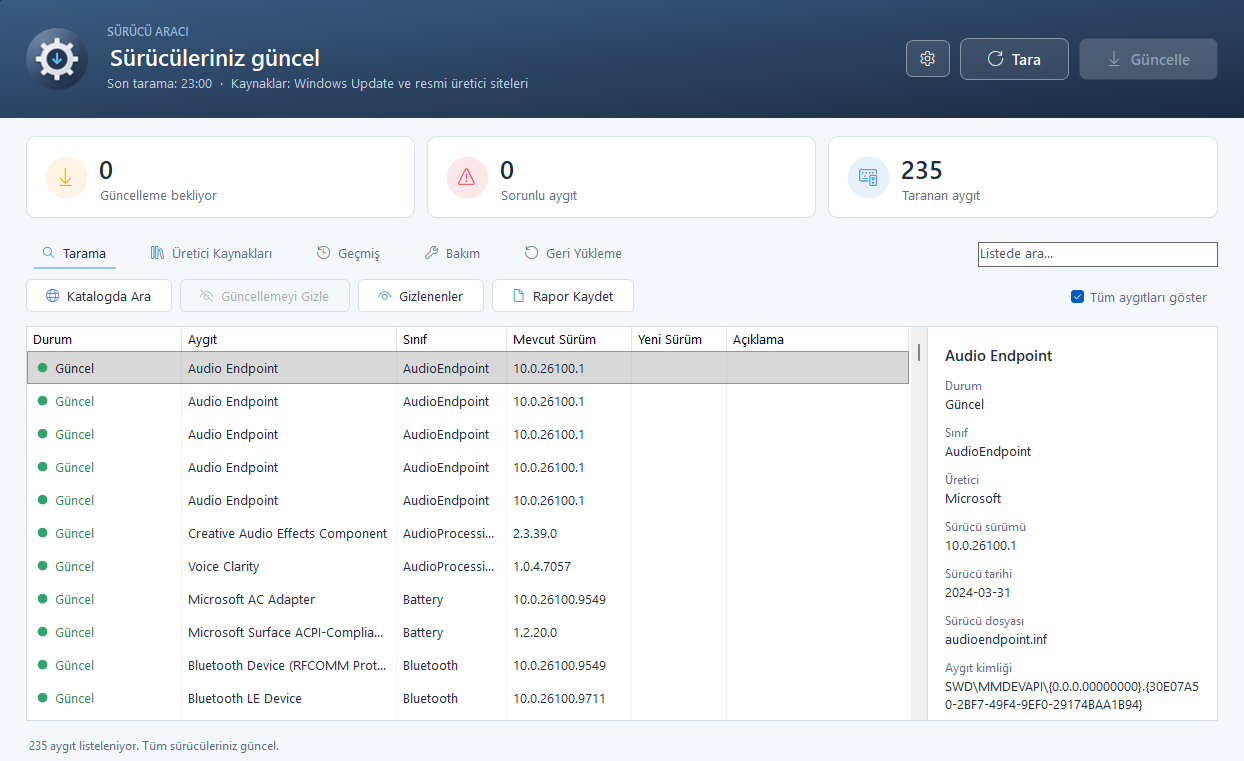 SÜRÜCÜ ARACI
Sürücüleriniz güncel
Son tarama: 23:00 · Kaynaklar: Windows Update ve resmi üretici siteleri
Tara
Güncelle
0
Güncelleme bekliyor
0
Sorunlu aygıt
235
Taranan aygıt
Tarama
Üretici Kaynakları
Geçmiş
Bakım
Geri Yükleme
Listede ara...
Katalogda Ara
Güncellemeyi Gizle
Gizlenenler
Rapor Kaydet
Tüm aygıtları göster
Durum Aygıt Sınıf Mevcut Sürüm Yeni Sürüm Açıklama
Güncel Audio Endpoint AudioEndpoint 10.0.26100.1
Güncel Audio Endpoint AudioEndpoint 10.0.26100.1
Güncel Audio Endpoint AudioEndpoint 10.0.26100.1
Güncel Audio Endpoint AudioEndpoint 10.0.26100.1
Güncel Audio Endpoint AudioEndpoint 10.0.26100.1
Güncel Creative Audio Effects Component AudioProcessi... 2.3.39.0
Güncel Voice Clarity AudioProcessi... 1.0.4.7057
Güncel Microsoft AC Adapter Battery 10.0.26100.9549
Güncel Microsoft Surface ACPI-Complia... Battery 1.2.20.0
Güncel Bluetooth Device (RFCOMM Prot... Bluetooth 10.0.26100.9549
Güncel Bluetooth LE Device Bluetooth 10.0.26100.9711
Audio Endpoint
Durum
Güncel
Sınıf
AudioEndpoint
Üretici
Microsoft
Sürücü sürümü
10.0.26100.1
Sürücü tarihi
2024-03-31
Sürücü dosyası
audioendpoint.inf
Aygıt kimliği
SWD\MMDEVAPI\{0.0.0.00000000}.{30E07A5
0-2BF7-49F4-9EF0-29174BAA1B94}
235 aygıt listeleniyor. Tüm sürücüleriniz güncel.